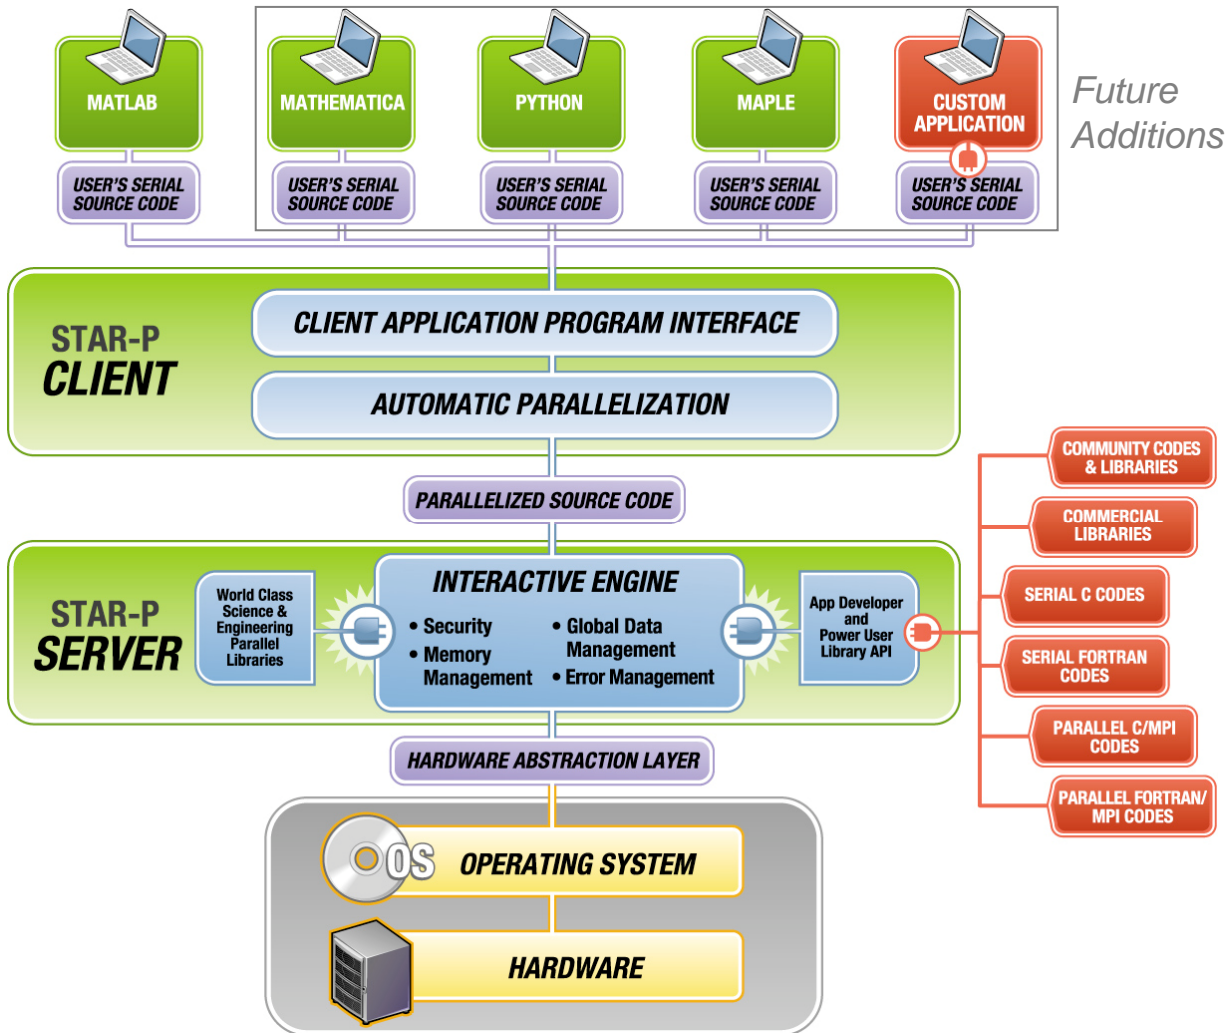 MATLAB
MATHEMATICA
PYTHON
MAPLE
CUSTOM
APPLICATION
Future
Additions
USER'S SERIAL
SOURCE CODE
USER'S SERIAL
SOURCE CODE
USER'S SERIAL
SOURCE CODE
USER'S SERIAL
SOURCE CODE
USER'S SERIAL
SOURCE CODE
STAR-P
CLIENT
CLIENT APPLICATION PROGRAM INTERFACE
AUTOMATIC PARALLELIZATION
PARALLELIZED SOURCE CODE
STAR-P
SERVER
World Class
Science &
Engineering
Parallel
Libraries
INTERACTIVE ENGINE
• Security
• Memory
Management
• Global Data
Management
• Error Management
App Developer
and
Power User
Library API
COMMUNITY CODES
& LIBRARIES
COMMERCIAL
LIBRARIES
SERIAL C CODES
SERIAL FORTRAN
CODES
PARALLEL C/MPI
CODES
PARALLEL FORTRAN/
MPI CODES
HARDWARE ABSTRACTION LAYER
OS
OPERATING SYSTEM
HARDWARE